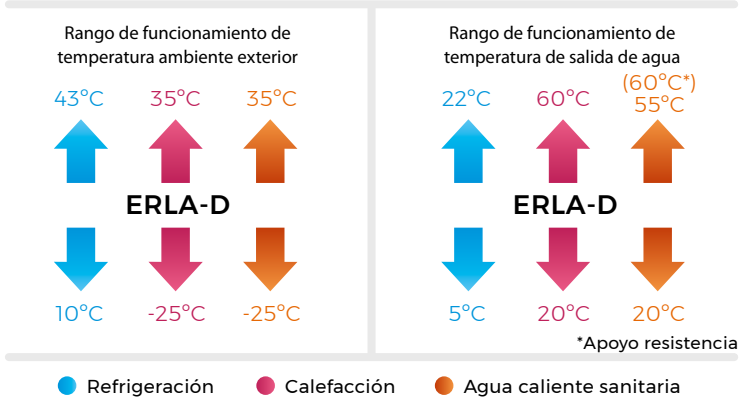 Rango de funcionamiento de
temperatura ambiente exterior
43°C 35°C 35°C
ERLA-D
10°C -25°C -25°C
Rango de funcionamiento de
temperatura de salida de agua
(60°C*)
22°C 60°C 55°C
ERLA-D
5°C 20°C 20°C
*Apoyo resistencia
Refrigeración Calefacción Agua caliente sanitaria